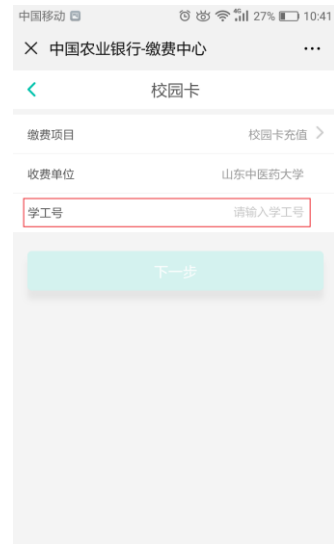 中国移动 27% 10:41
中国农业银行-缴费中心
校园卡
缴费项目 校园卡充值
收费单位 山东中医药大学
学工号 请输入学工号
下一步